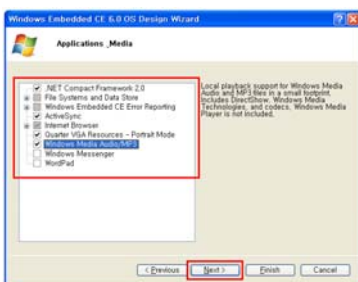 Windows Embedded CE 6.0 OS Design Wizard
Applications _Media
.NET Compact Framework 2.0
File Systems and Data Store
Windows Embedded CE Error Reporting
ActiveSync
Internet Browser
Quarter VGA Resources - Portrait Mode
Windows Media Audio/MP3
Windows Messenger
WordPad
Local playback support for Windows Media
Audio and MP3 files in a small footprint.
Includes DirectShow, Windows Media
Technologies, and codecs. Windows Media
Player is not included.
< Previous
Next >
Finish
Cancel